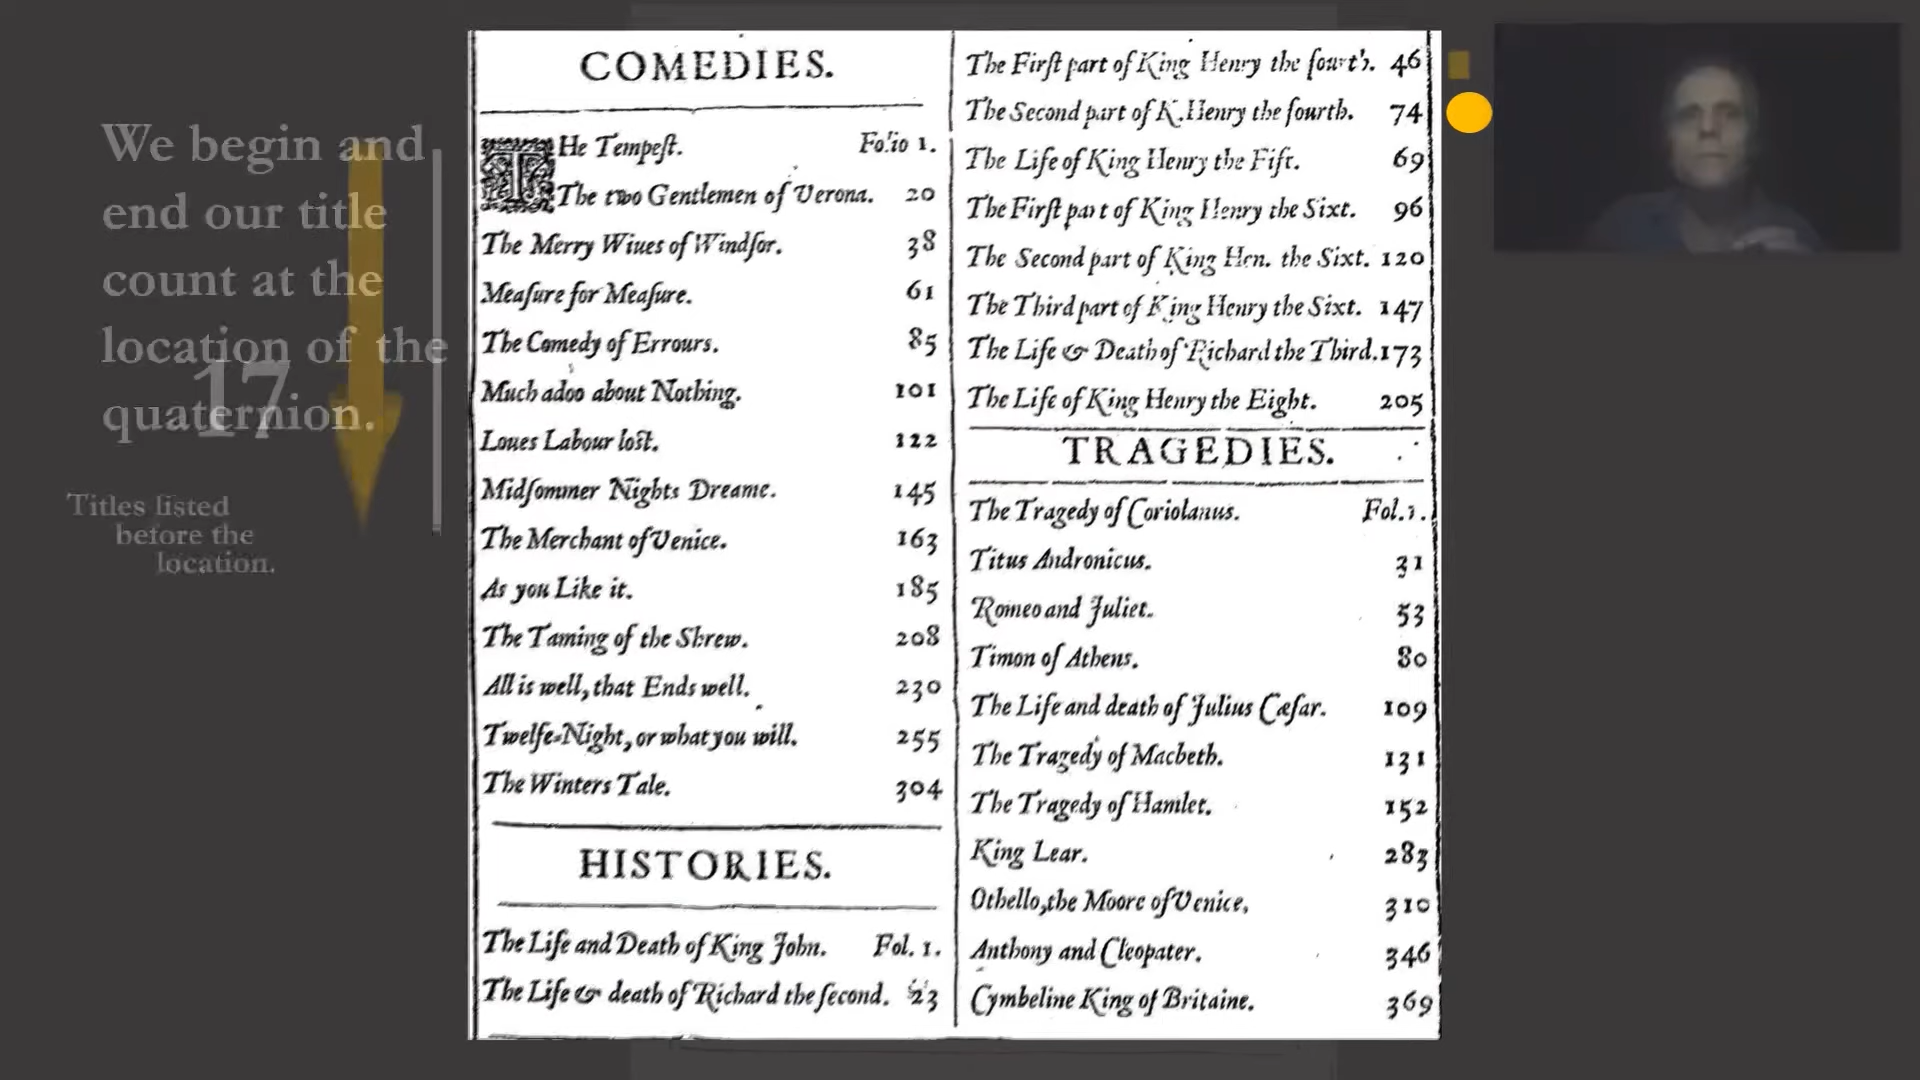 We begin and
end our title
count at the
location of the
quaternion.
17
Titles listed
before the
location.
COMEDIES.
THe Tempeſt. Folio 1.
The two Gentlemen of Verona. 20
The Merry Wiues of Windſor. 38
Meaſure for Meaſure. 61
The Comedy of Errours. 85
Much adoo about Nothing. 101
Loues Labour loſt. 122
Midſommer Nights Dreame. 145
The Merchant of Venice. 163
As you Like it. 185
The Taming of the Shrew. 208
All is well, that Ends well. 230
Twelfe-Night, or what you will. 255
The Winters Tale. 304
HISTORIES.
The Life and Death of King John. Fol. 1.
The Life & death of Richard the ſecond. 23
The Firſt part of King Henry the fourth. 46
The Second part of K. Henry the fourth. 74
The Life of King Henry the Fift. 69
The Firſt part of King Henry the Sixt. 96
The Second part of King Hen. the Sixt. 120
The Third part of King Henry the Sixt. 147
The Life & Death of Richard the Third. 173
The Life of King Henry the Eight. 205
TRAGEDIES.
The Tragedy of Coriolanus. Fol. 1.
Titus Andronicus. 31
Romeo and Juliet. 53
Timon of Athens. 80
The Life and death of Julius Cæſar. 109
The Tragedy of Macbeth. 131
The Tragedy of Hamlet. 152
King Lear. 283
Othello, the Moore of Venice, 310
Anthony and Cleopater. 346
Cymbeline King of Britaine. 369